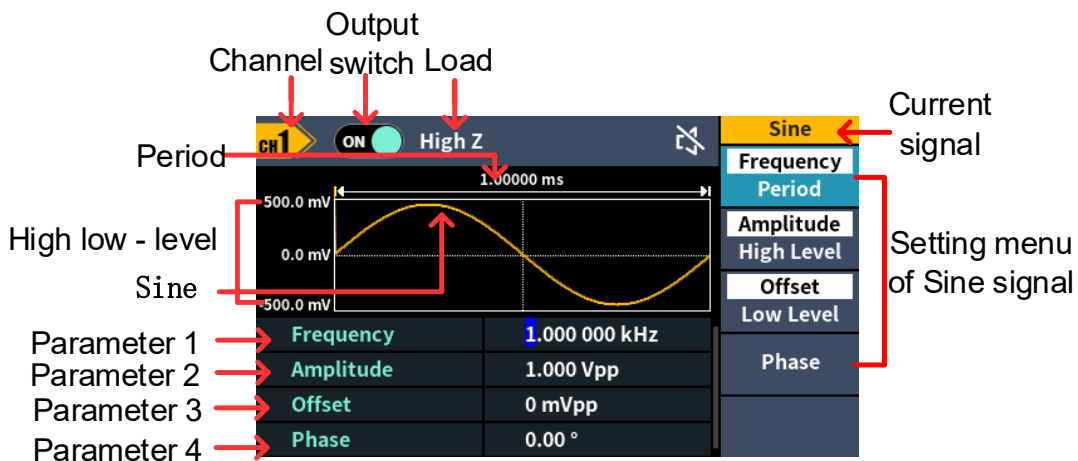 Output
Channel switch Load
Current
signal
CH1 ON High Z
Sine
Period
1.00000 ms
Frequency
Period
500.0 mV
High low - level
0.0 mV
Amplitude
High Level
Setting menu
of Sine signal
Sine
-500.0 mV
Offset
Low Level
Parameter 1
Frequency 1.000 000 kHz
Phase
Parameter 2
Amplitude 1.000 Vpp
Parameter 3
Offset 0 mVpp
Parameter 4
Phase 0.00 °